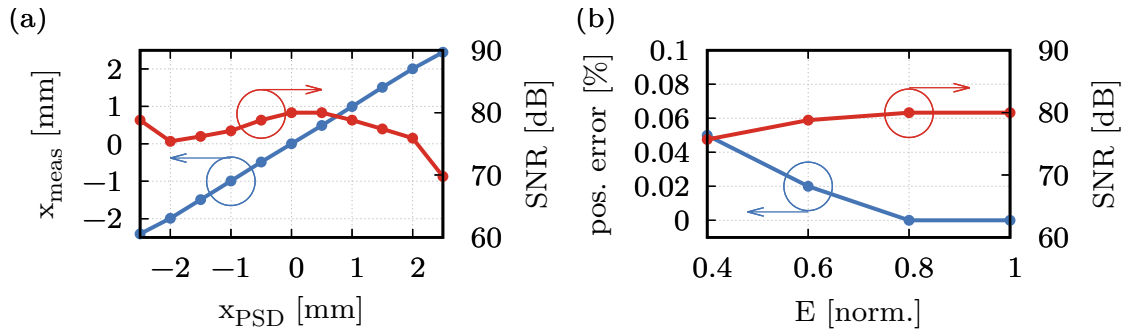 (a)
x_meas [mm]
2
1
0
−1
−2
90
80
70
60
SNR [dB]
−2 −1 0 1 2
x_PSD [mm]
(b)
pos. error [%]
0.1
0.08
0.06
0.04
0.02
0
90
80
70
60
SNR [dB]
0.4 0.6 0.8 1
E [norm.]